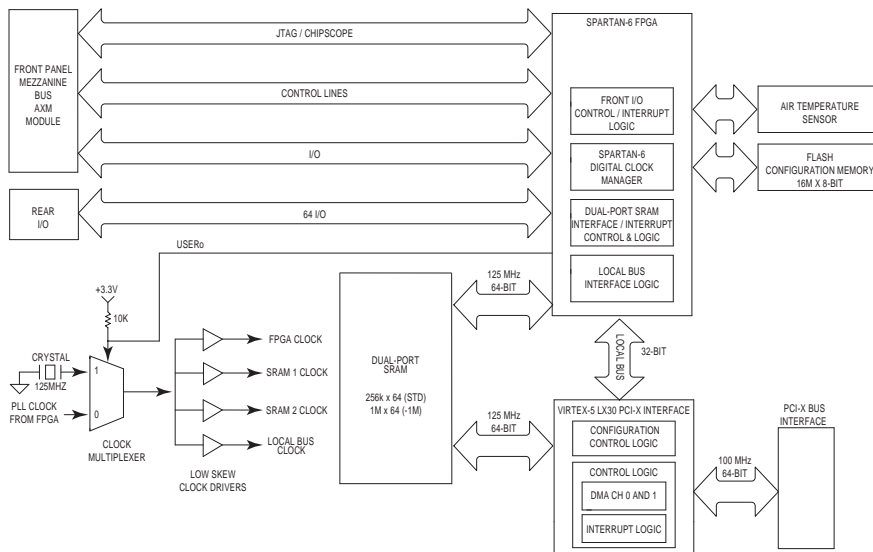 JTAG / CHIPSCOPE
SPARTAN-6 FPGA
FRONT PANEL
MEZZANINE
BUS
AXM
MODULE
CONTROL LINES
FRONT I/O
CONTROL / INTERRUPT
LOGIC
AIR TEMPERATURE
SENSOR
I/O
SPARTAN-6
DIGITAL CLOCK
MANAGER
FLASH
CONFIGURATION MEMORY
16M X 8-BIT
REAR
I/O
64 I/O
DUAL-PORT SRAM
INTERFACE / INTERRUPT
CONTROL & LOGIC
USERo
LOCAL BUS
INTERFACE LOGIC
125 MHz
64-BIT
+3.3V
10K
CRYSTAL
125MHZ
1
0
PLL CLOCK
FROM FPGA
CLOCK
MULTIPLEXER
FPGA CLOCK
SRAM 1 CLOCK
SRAM 2 CLOCK
LOCAL BUS
CLOCK
LOW SKEW
CLOCK DRIVERS
DUAL-PORT
SRAM
256k x 64 (STD)
1M x 64 (-1M)
LOCAL BUS
32-BIT
125 MHz
64-BIT
VIRTEX-5 LX30 PCI-X INTERFACE
CONFIGURATION
CONTROL LOGIC
CONTROL LOGIC
DMA CH 0 AND 1
INTERRUPT LOGIC
100 MHz
64-BIT
PCI-X BUS
INTERFACE